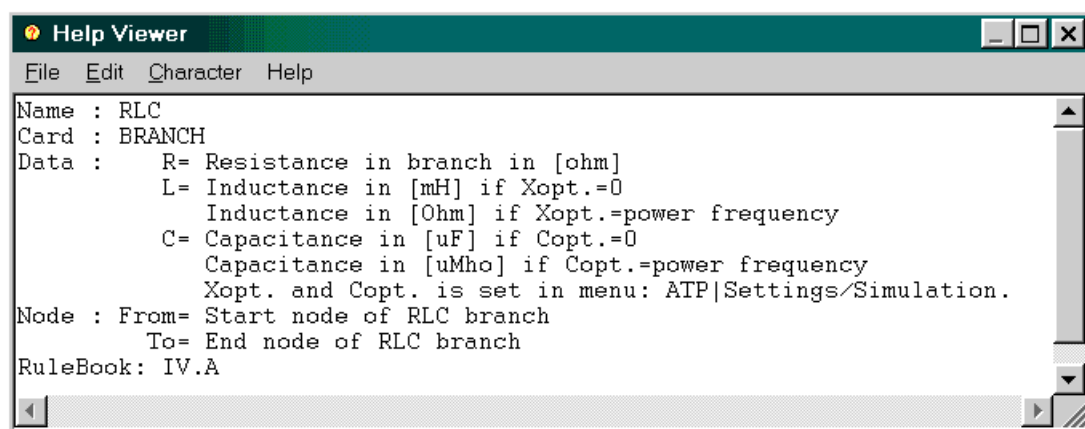 Help Viewer
File Edit Character Help
Name : RLC
Card : BRANCH
Data :    R= Resistance in branch in [ohm]
          L= Inductance in [mH] if Xopt.=0
             Inductance in [Ohm] if Xopt.=power frequency
          C= Capacitance in [uF] if Copt.=0
             Capacitance in [uMho] if Copt.=power frequency
             Xopt. and Copt. is set in menu: ATP|Settings/Simulation.
Node : From= Start node of RLC branch
         To= End node of RLC branch
RuleBook: IV.A